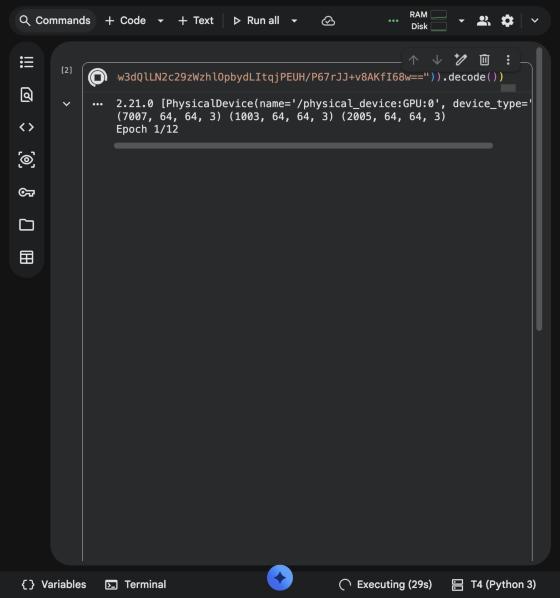 Commands + Code + Text Run all RAM Disk
[2] w3dQlLN2c29zWzhlOpbydLItqjPEUH/P67rJJ+v8AKfI68w==")).decode())
2.21.0 [PhysicalDevice(name='/physical_device:GPU:0', device_type='
(7007, 64, 64, 3) (1003, 64, 64, 3) (2005, 64, 64, 3)
Epoch 1/12
Variables Terminal Executing (29s) T4 (Python 3)